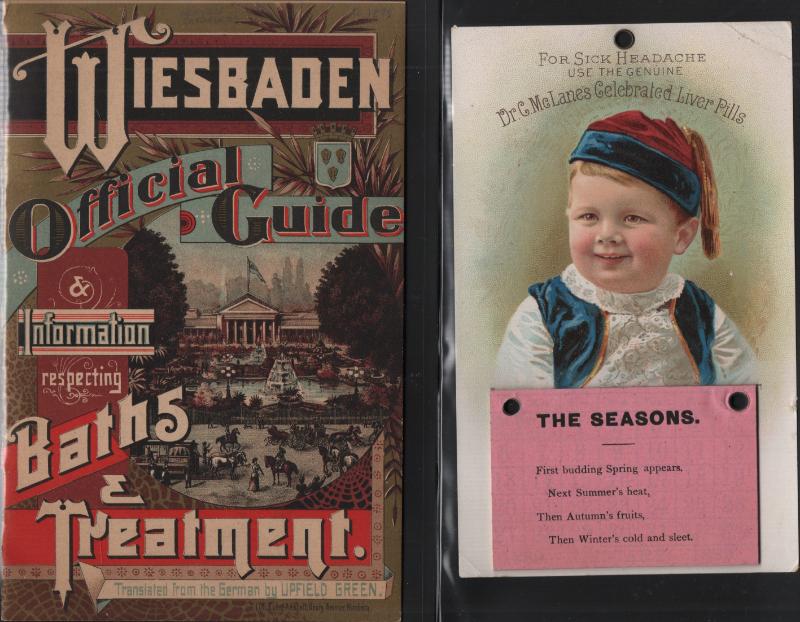 WIESBADEN
Official
Guide
&
Information
respecting
Baths
&
Treatment.
Translated from the German by UPFIELD GREEN.
FOR SICK HEADACHE
USE THE GENUINE
Dr. C. McLanes Celebrated Liver Pills
THE SEASONS.
First budding Spring appears,
Next Summer's heat,
Then Autumn's fruits,
Then Winter's cold and sleet.